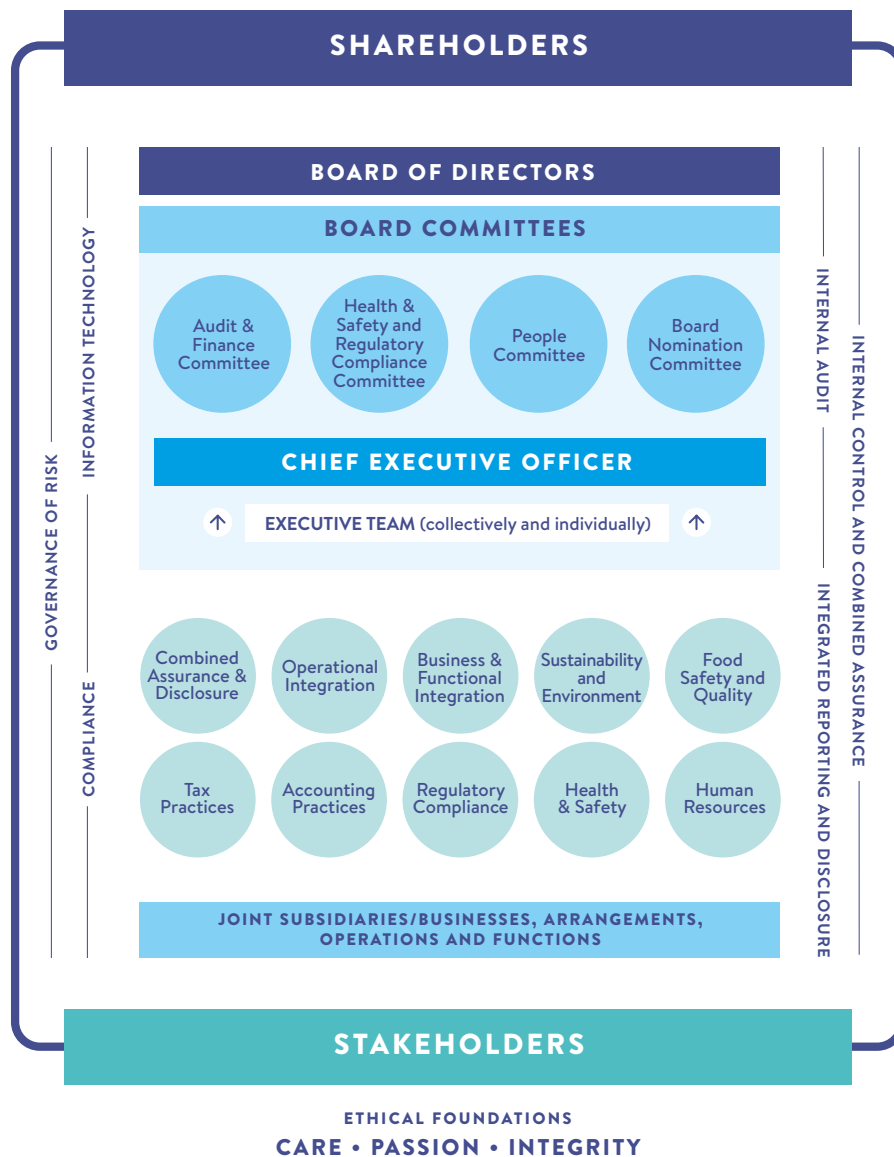 SHAREHOLDERS
GOVERNANCE OF RISK
INFORMATION TECHNOLOGY
COMPLIANCE
BOARD OF DIRECTORS
BOARD COMMITTEES
Audit &
Finance
Committee
Health &
Safety and
Regulatory
Compliance
Committee
People
Committee
Board
Nomination
Committee
CHIEF EXECUTIVE OFFICER
EXECUTIVE TEAM (collectively and individually)
Combined
Assurance &
Disclosure
Operational
Integration
Business &
Functional
Integration
Sustainability
and
Environment
Food
Safety and
Quality
Tax
Practices
Accounting
Practices
Regulatory
Compliance
Health
& Safety
Human
Resources
JOINT SUBSIDIARIES/BUSINESSES, ARRANGEMENTS,
OPERATIONS AND FUNCTIONS
INTERNAL AUDIT
INTEGRATED REPORTING AND DISCLOSURE
INTERNAL CONTROL AND COMBINED ASSURANCE
STAKEHOLDERS
ETHICAL FOUNDATIONS
CARE • PASSION • INTEGRITY